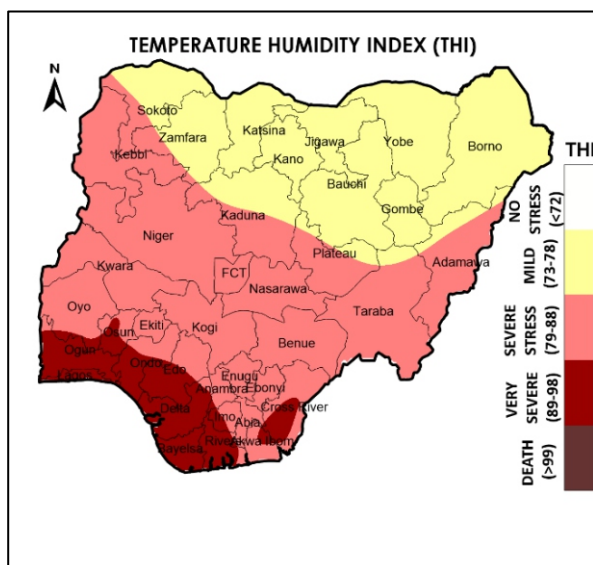 TEMPERATURE HUMIDITY INDEX (THI)
N
Sokoto
Zamfara
Katsina
Jigawa
Yobe
Borno
Kano
Kebbi
Bauchi
Gombe
Kaduna
Niger
Plateau
Adamawa
Kwara
FCT
Nasarawa
Taraba
Oyo
Osun
Ekiti
Kogi
Benue
Ogun
Lagos
Ondo
Edo
Enugu
Anambra
Ebonyi
Cross River
Delta
Imo
Abia
Bayelsa
Rivers
Akwa Ibom
THI
NO
STRESS
(<72)
MILD
(73-78)
SEVERE
STRESS
(79-88)
VERY
SEVERE
(89-98)
DEATH
(>99)